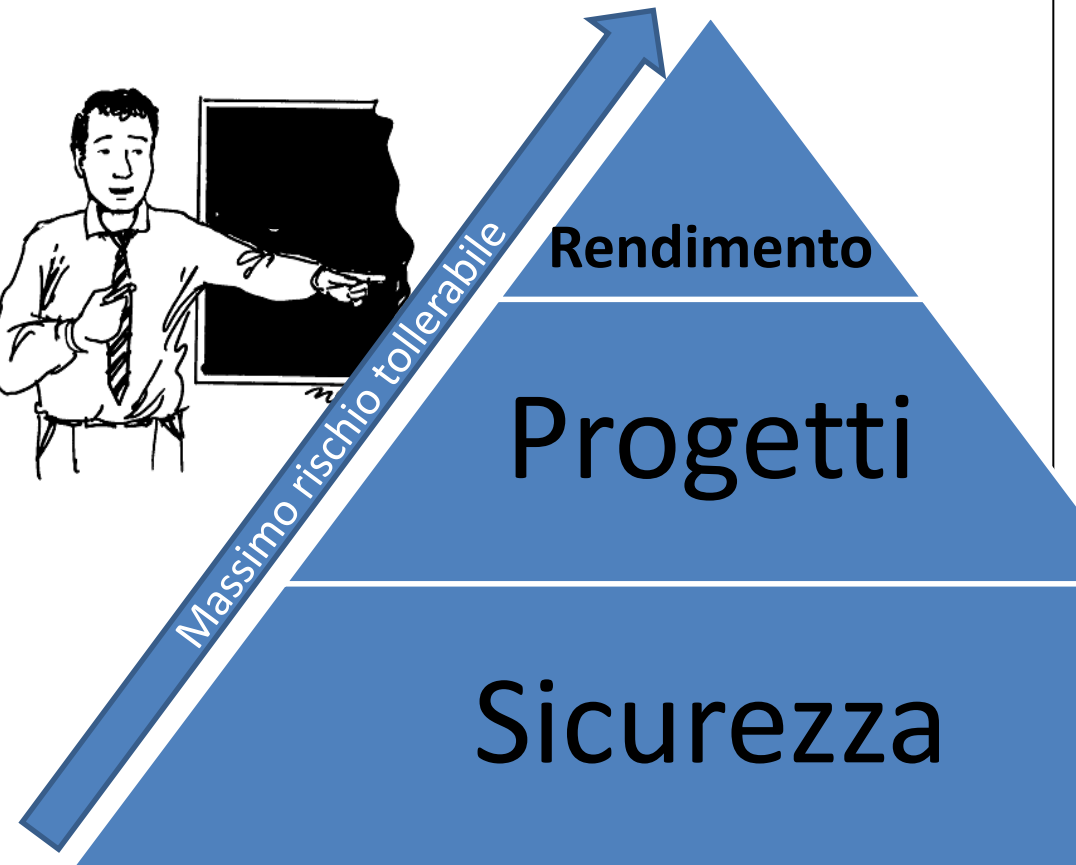 Massimo rischio tollerabile
Rendimento
Progetti
Sicurezza